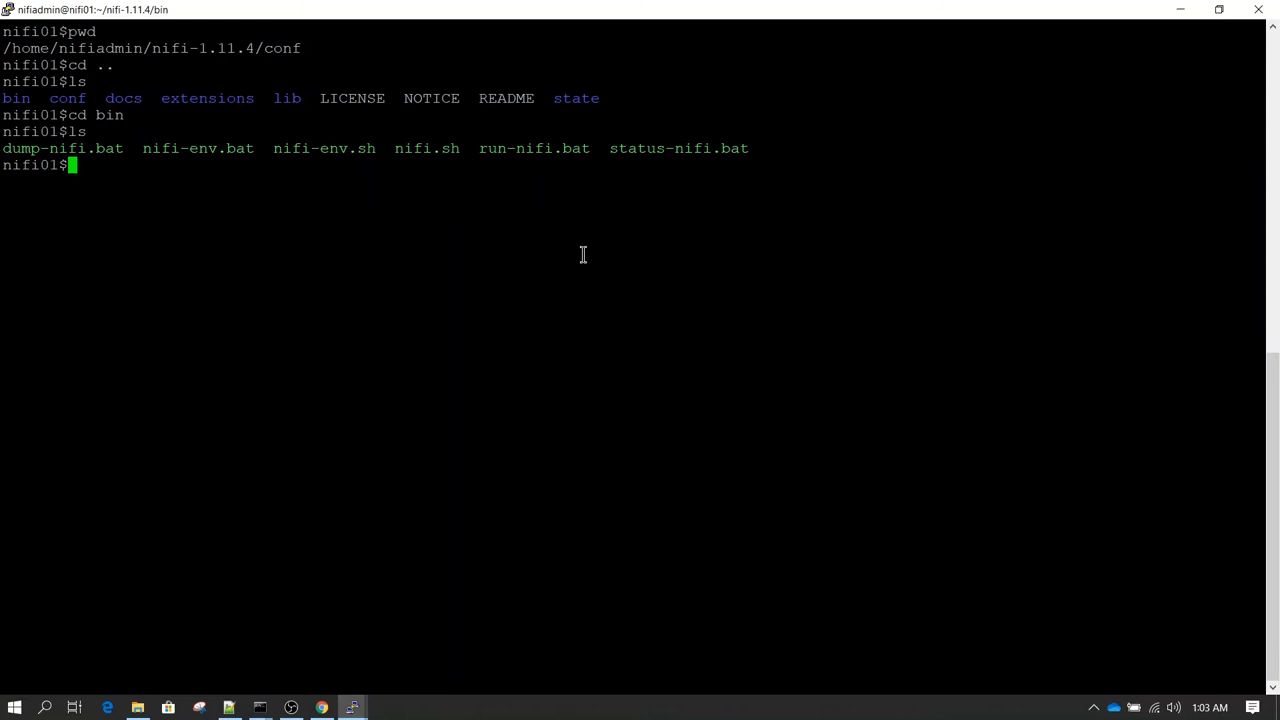 nifiadmin@nifi01:~/nifi-1.11.4/bin
nifi01$pwd
/home/nifiadmin/nifi-1.11.4/conf
nifi01$cd ..
nifi01$ls
bin conf docs extensions lib LICENSE NOTICE README state
nifi01$cd bin
nifi01$ls
dump-nifi.bat nifi-env.bat nifi-env.sh nifi.sh run-nifi.bat status-nifi.bat
nifi01$
1:03 AM